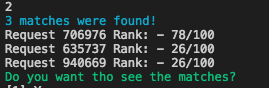 2
3 matches were found!
Request 706976 Rank: - 78/100
Request 635737 Rank: - 26/100
Request 940669 Rank: - 26/100
Do you want tho see the matches?